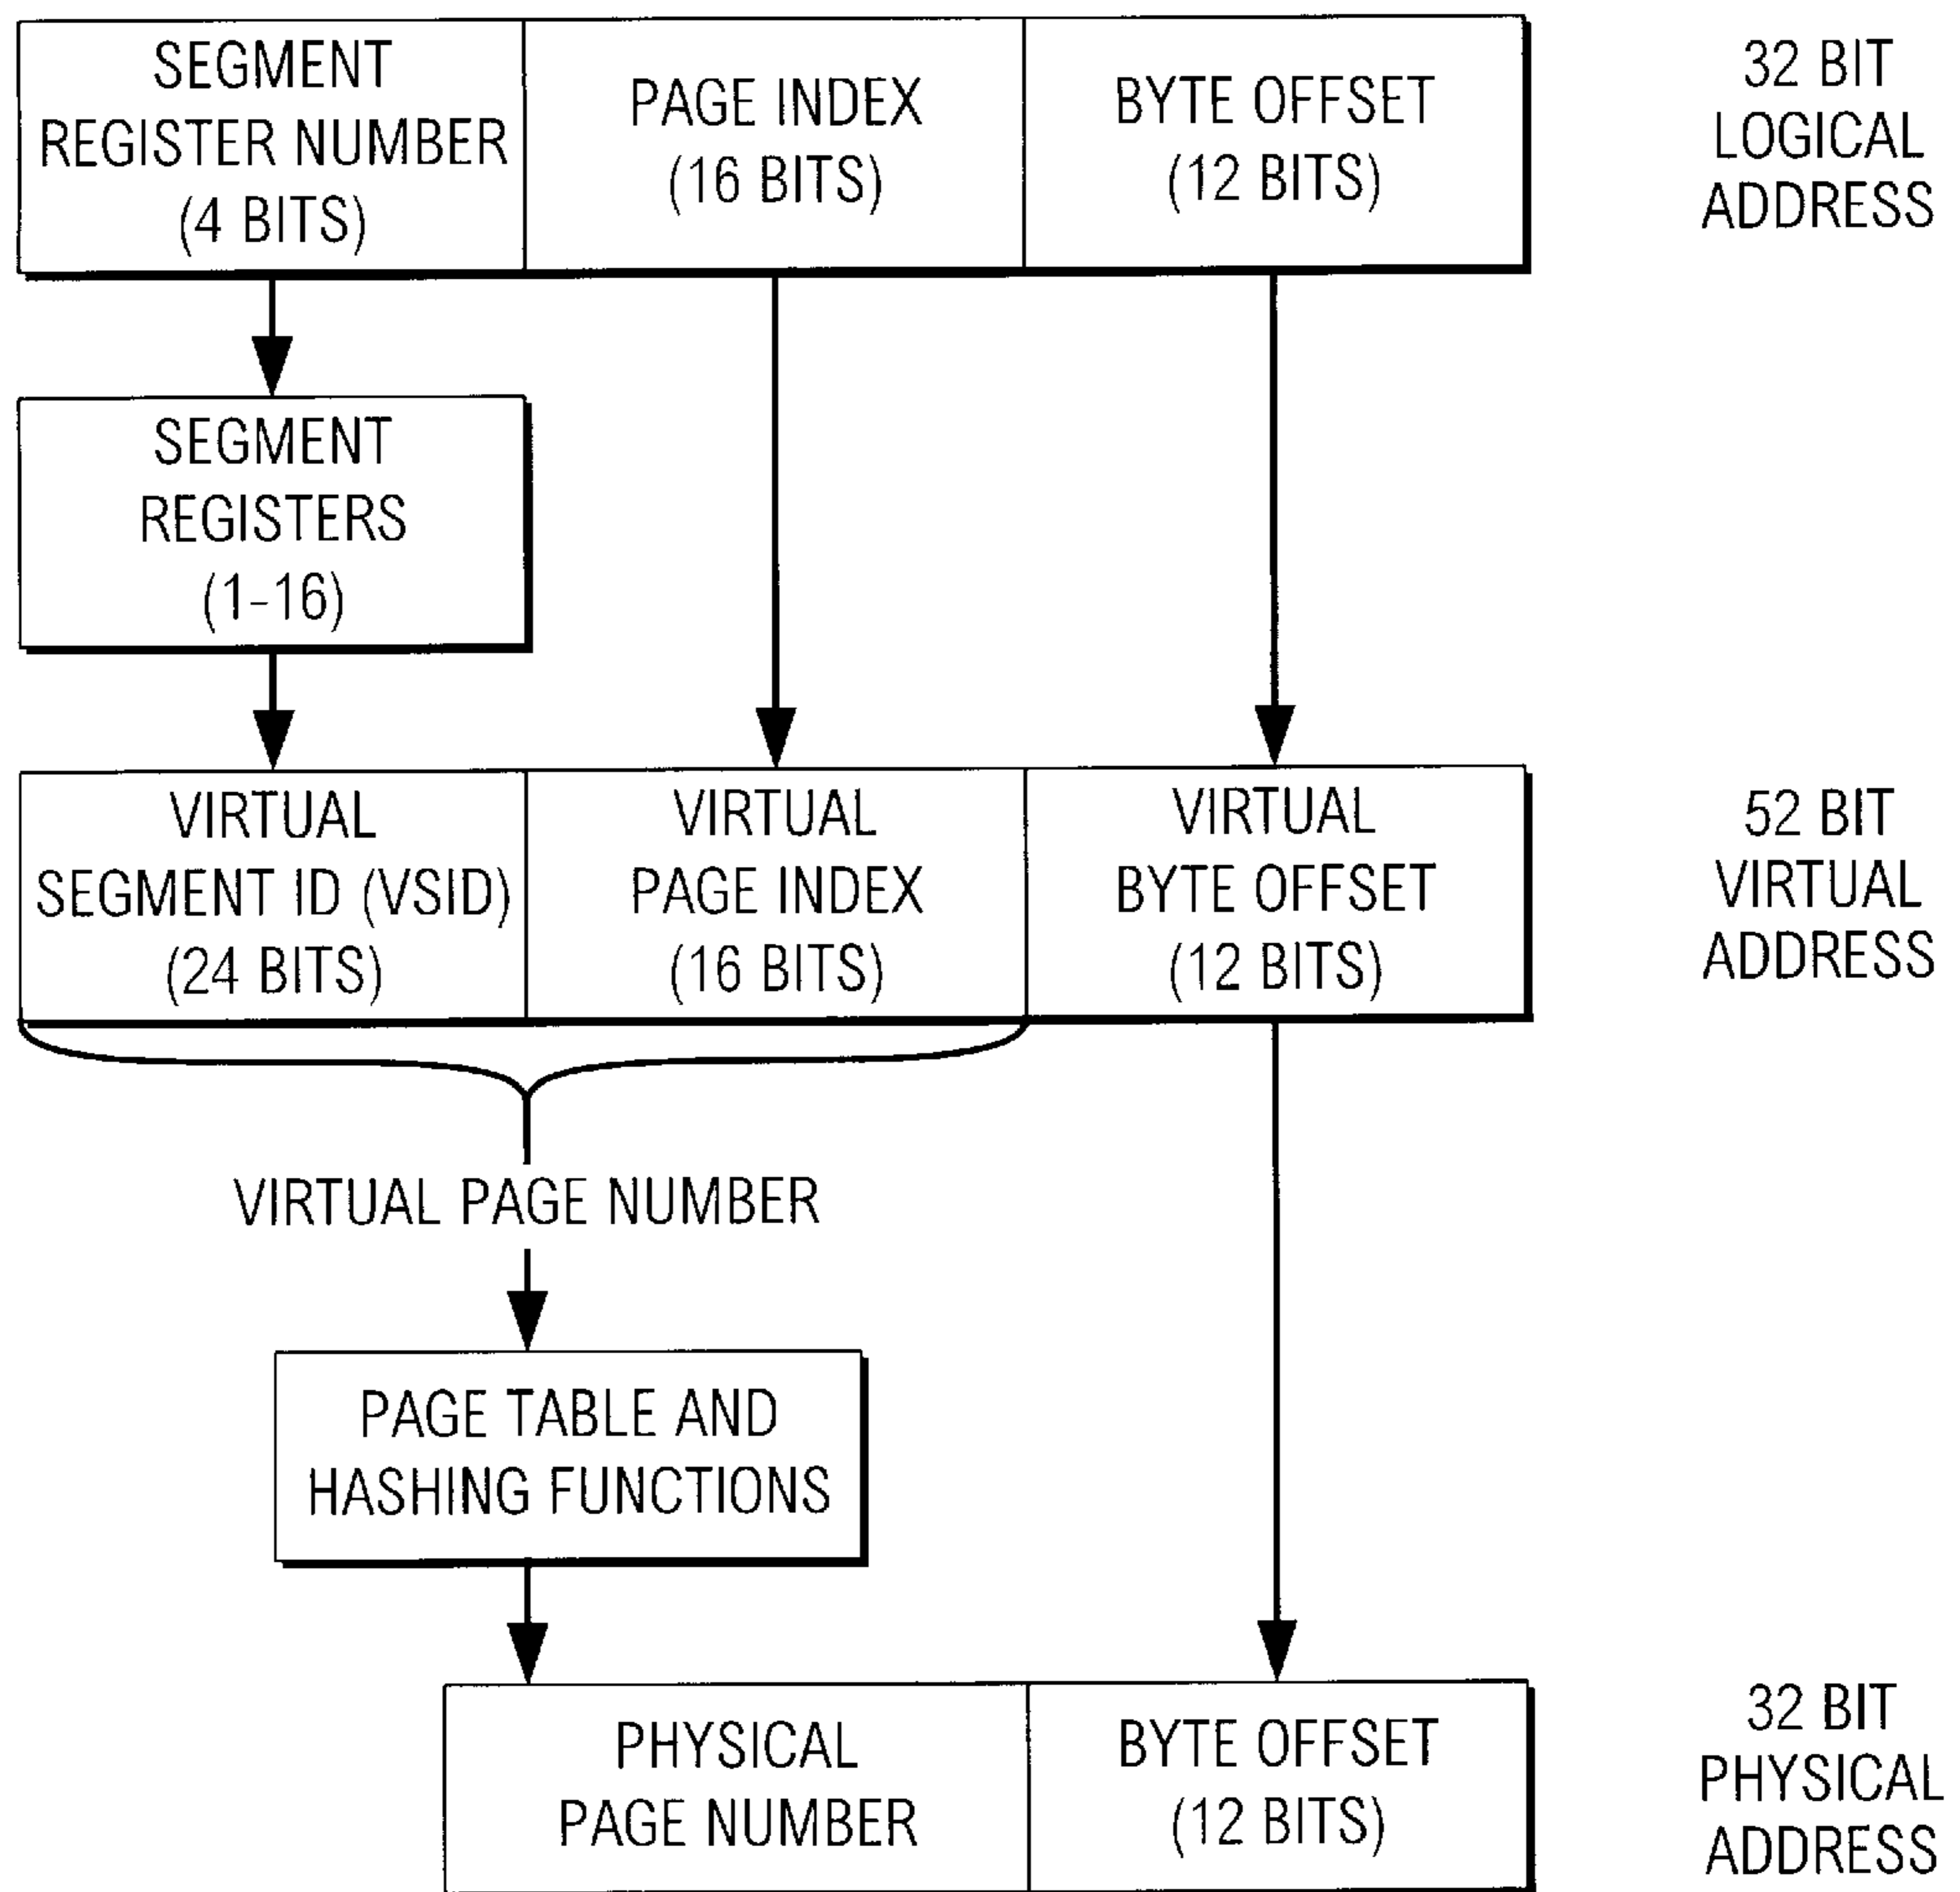 SEGMENT
REGISTER NUMBER
(4 BITS)
PAGE INDEX
(16 BITS)
BYTE OFFSET
(12 BITS)
32 BIT
LOGICAL
ADDRESS
SEGMENT
REGISTERS
(1-16)
VIRTUAL
SEGMENT ID (VSID)
(24 BITS)
VIRTUAL
PAGE INDEX
(16 BITS)
VIRTUAL
BYTE OFFSET
(12 BITS)
52 BIT
VIRTUAL
ADDRESS
VIRTUAL PAGE NUMBER
PAGE TABLE AND
HASHING FUNCTIONS
PHYSICAL
PAGE NUMBER
BYTE OFFSET
(12 BITS)
32 BIT
PHYSICAL
ADDRESS